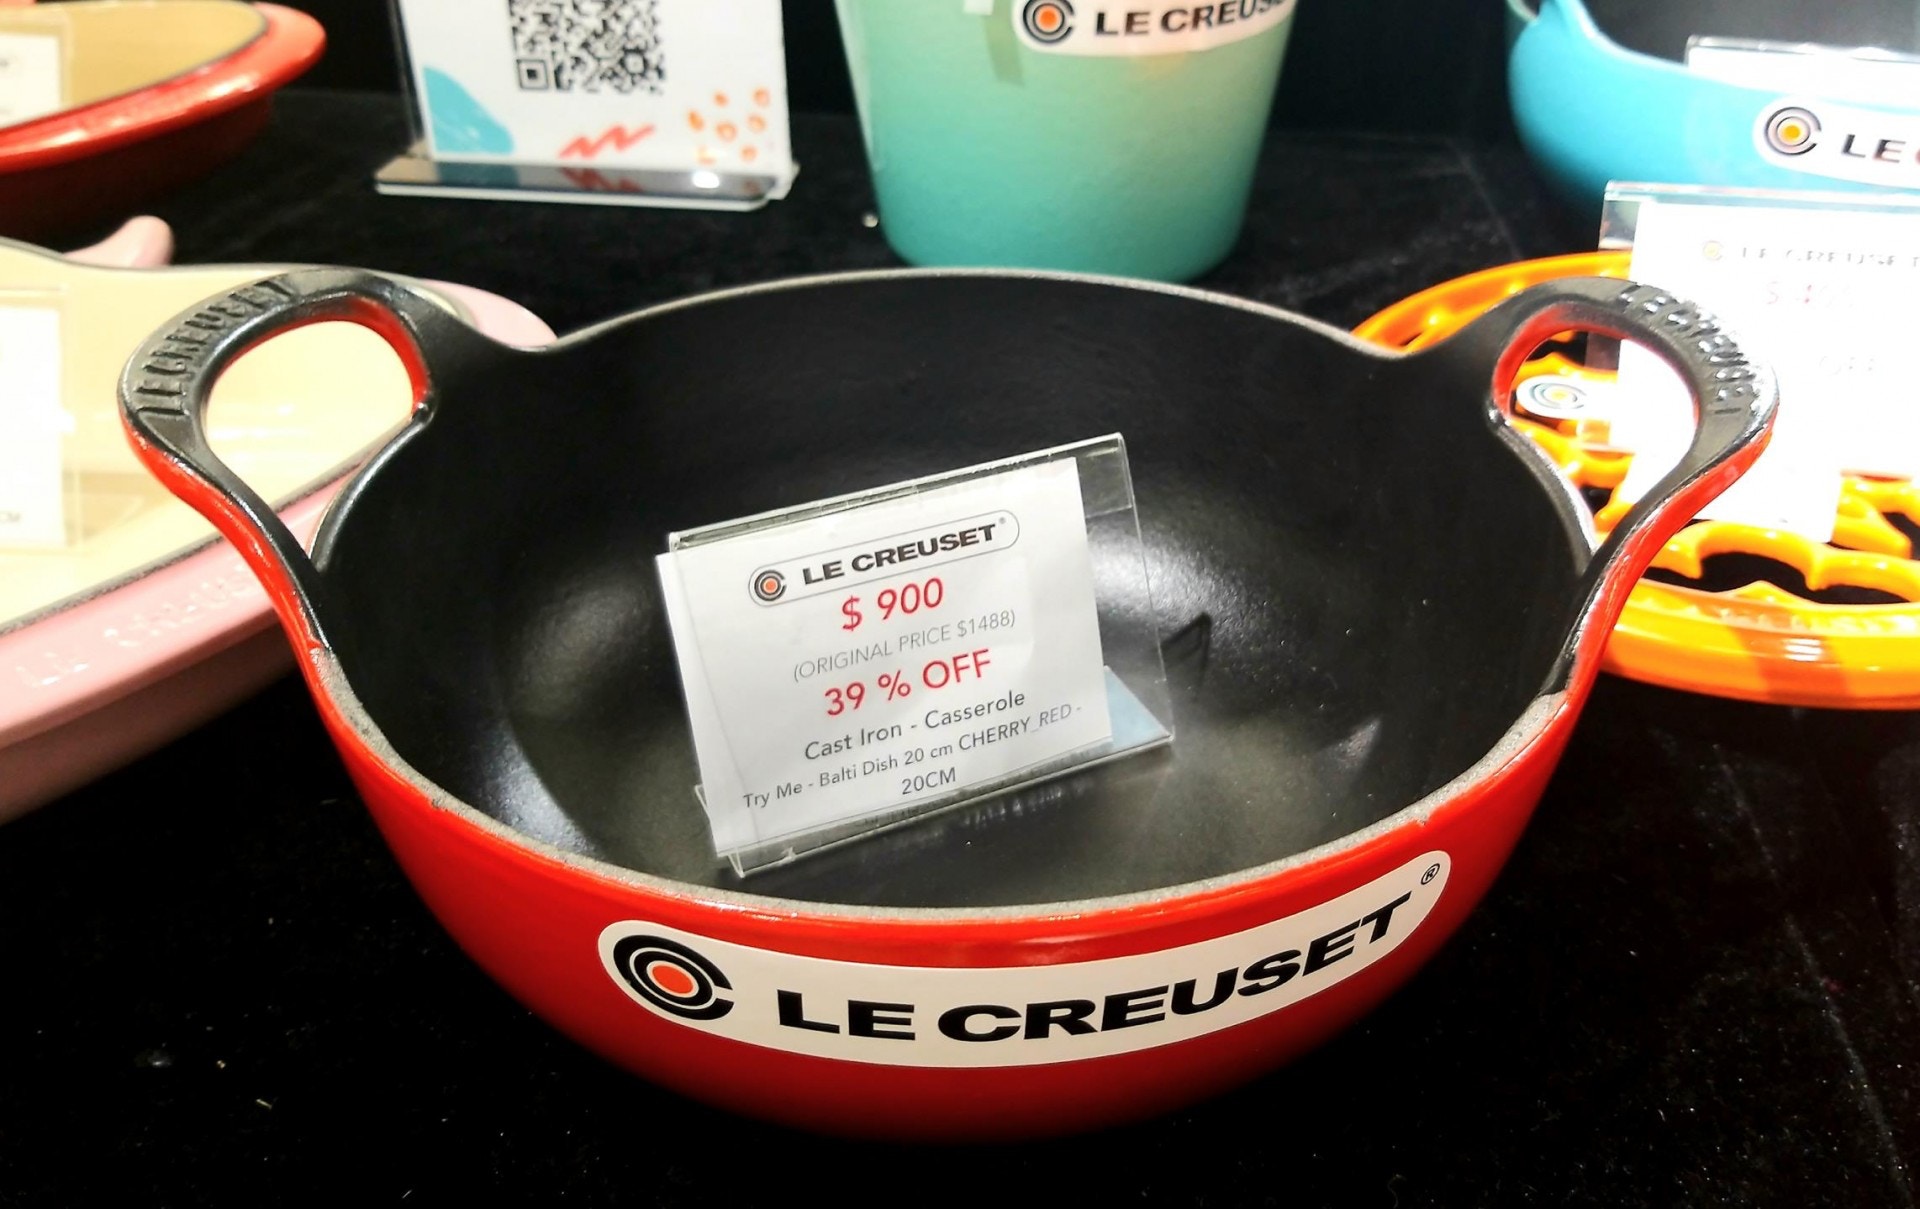 LE CREUSET
LE C
LE CREUSET
LE CREUSET
LE CREUSET
LE CREUSET®
$ 900
(ORIGINAL PRICE $1488)
39 % OFF
Cast Iron - Casserole
Try Me - Balti Dish 20 cm CHERRY_RED -
20CM
LE CREUSET®